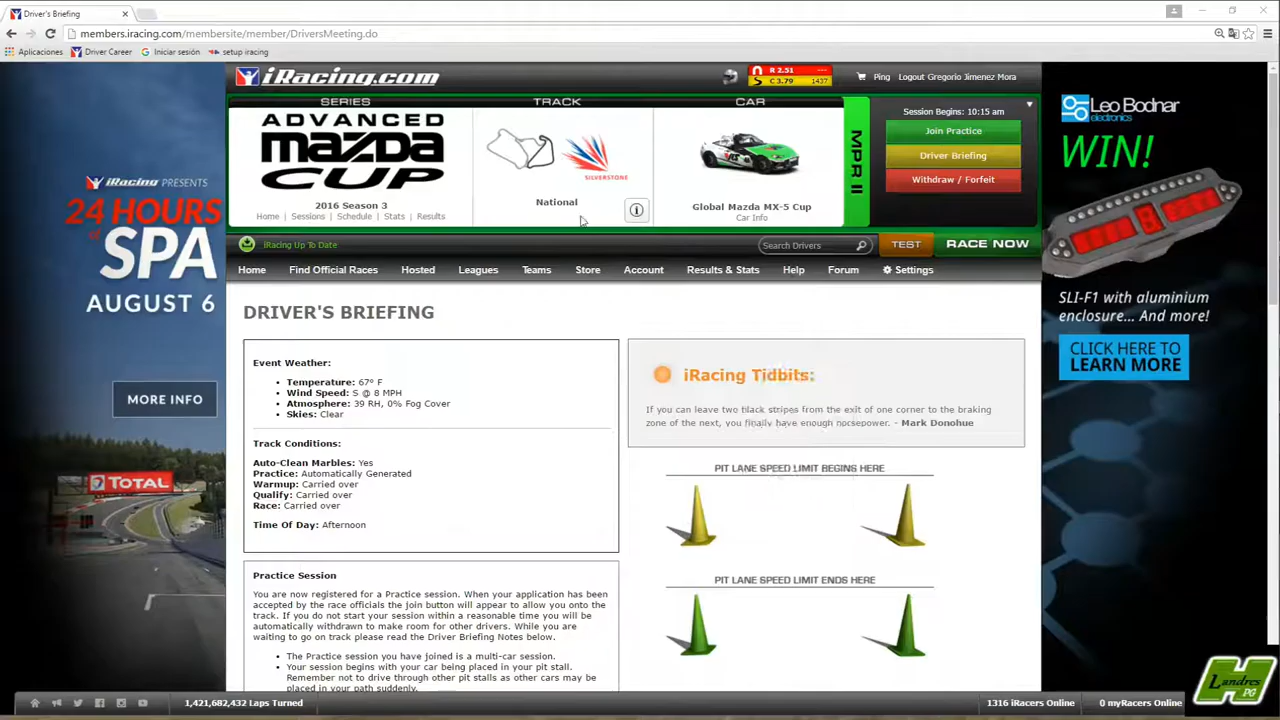 Driver's Briefing
members.iracing.com/membersite/member/DriversMeeting.do
Aplicaciones Driver Career Iniciar sesión setup iracing
iRacing.com
R 2.51
C 3.79 1437
Ping Logout Gregorio Jimenez Mora
SERIES TRACK CAR
ADVANCED
mazda
CUP
2016 Season 3
Home | Sessions | Schedule | Stats | Results
SILVERSTONE
National
Global Mazda MX-5 Cup
Car Info
MPR II
Session Begins: 10:15 am
Join Practice
Driver Briefing
Withdraw / Forfeit
iRacing Up To Date
Search Drivers
TEST
RACE NOW
Home Find Official Races Hosted Leagues Teams Store Account Results & Stats Help Forum Settings
iRacing PRESENTS
24 HOURS
of SPA
AUGUST 6
MORE INFO
TOTAL
Leo Bodnar
electronics
WIN!
SLI-F1 with aluminium
enclosure... And more!
CLICK HERE TO
LEARN MORE
DRIVER'S BRIEFING
Event Weather:
Temperature: 67° F
Wind Speed: S @ 8 MPH
Atmosphere: 39 RH, 0% Fog Cover
Skies: Clear
Track Conditions:
Auto-Clean Marbles: Yes
Practice: Automatically Generated
Warmup: Carried over
Qualify: Carried over
Race: Carried over
Time Of Day: Afternoon
iRacing Tidbits:
If you can leave two black stripes from the exit of one corner to the braking
zone of the next, you finally have enough horsepower. - Mark Donohue
PIT LANE SPEED LIMIT BEGINS HERE
PIT LANE SPEED LIMIT ENDS HERE
Practice Session
You are now registered for a Practice session. When your application has been
accepted by the race officials the join button will appear to allow you onto the
track. If you do not start your session within a reasonable time you will be
automatically withdrawn to make room for other drivers. While you are
waiting to go on track please read the Driver Briefing Notes below.
The Practice session you have joined is a multi-car session.
Your session begins with your car being placed in your pit stall.
Remember not to drive through other pit stalls as other cars may be
placed in your path suddenly.
1,421,682,432 Laps Turned
1316 iRacers Online 0 myRacers Online
Landres
PG